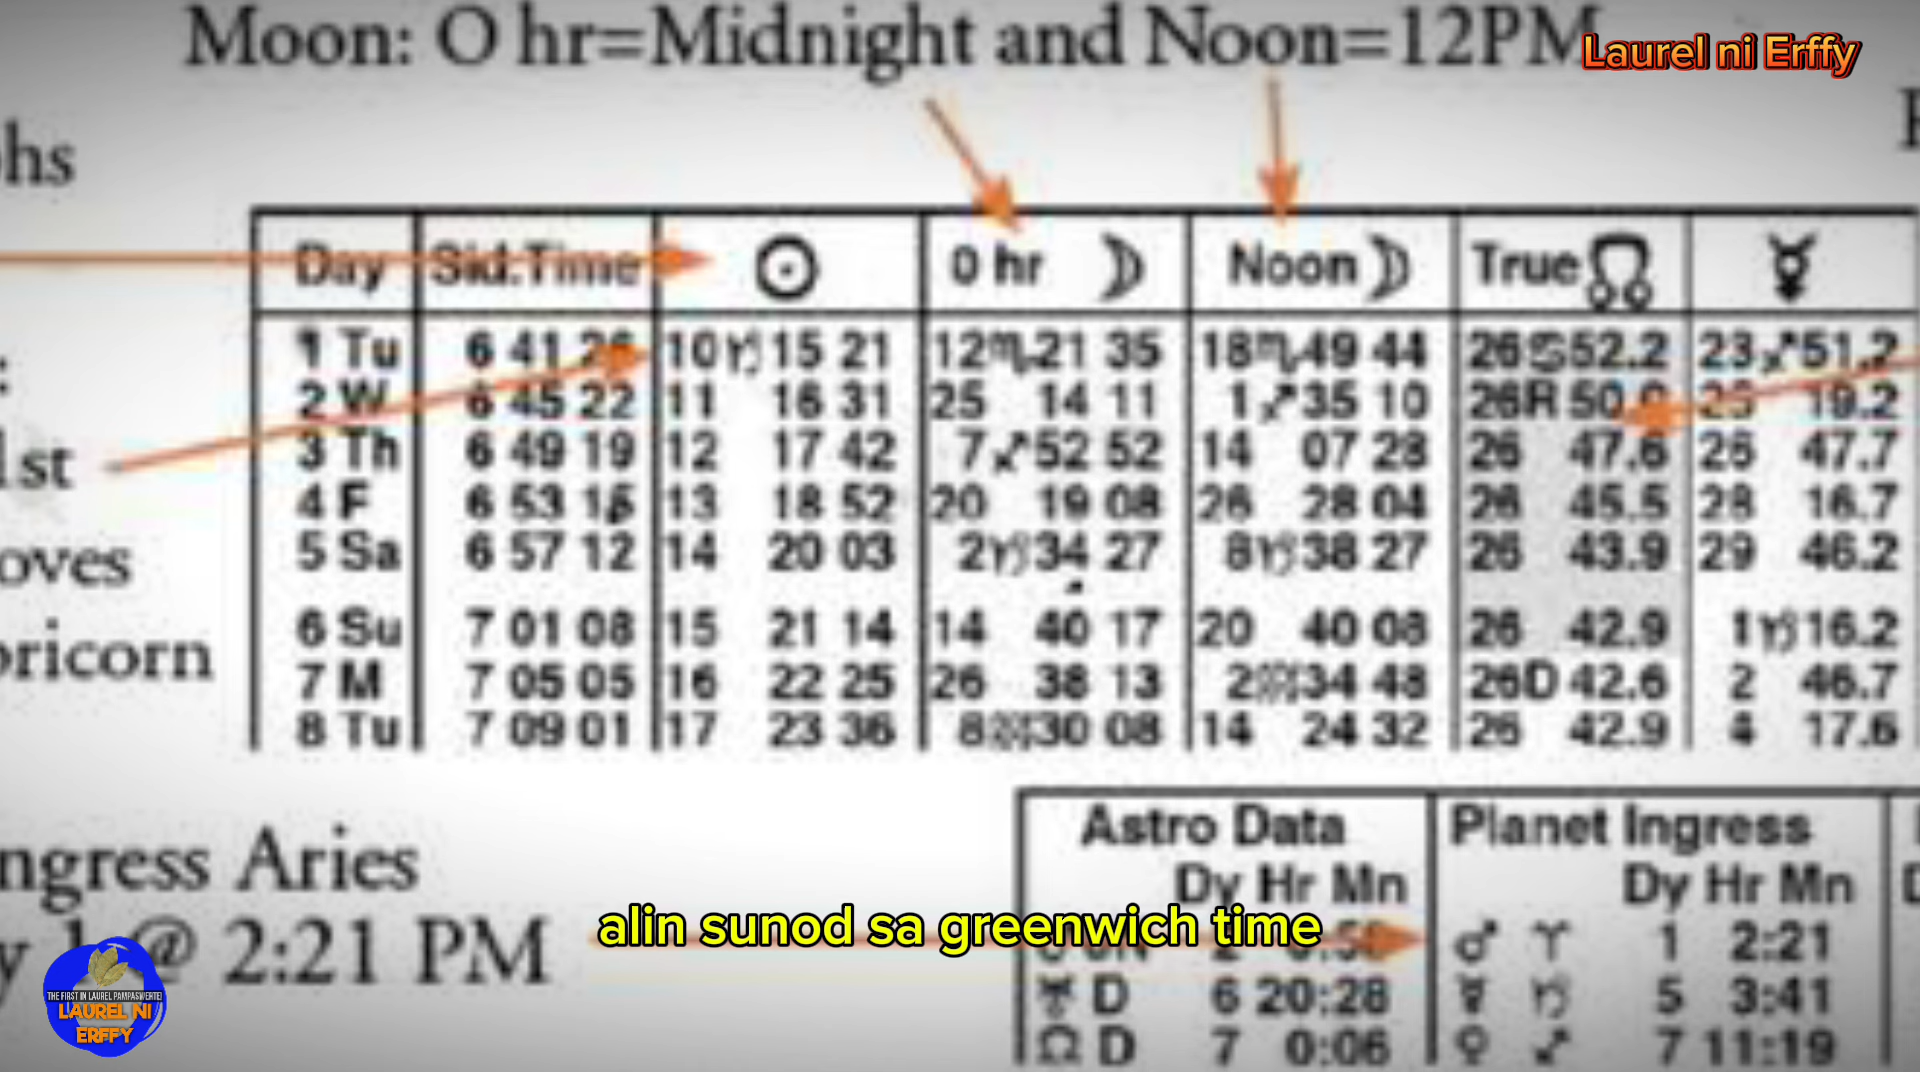 Moon: O hr=Midnight and Noon=12PM
Laurel ni Erffy
hs
Day Sid.Time ☉ 0 hr ☽ Noon ☽ True ☊ ☿
1 Tu 6 41 10♑15 21 12♏21 35 18♏49 44 26♋52.2 23♐51.2
2 W 6 45 22 11 16 31 25 14 11 1♐35 10 26R 19.2
3 Th 6 49 19 12 17 42 7♐52 52 14 07 28 26 47.6 47.7
1st
4 F 6 53 13 18 52 20 19 08 26 28 04 26 45.5 28 16.7
5 Sa 6 57 12 14 20 03 2♑34 27 8♑38 27 26 43.9 29 46.2
oves
6 Su 7 01 08 15 21 14 14 40 17 20 40 08 26 42.9 1♑16.2
pricorn
7 M 7 05 05 16 22 25 26 38 13 2♒34 48 26D 42.6 2 46.7
8 Tu 7 09 01 17 23 36 8♒30 08 14 24 32 26 42.9 4 17.6
Astro Data Planet Ingress
ngress Aries
Dy Hr Mn Dy Hr Mn
y 1 @ 2:21 PM
alin sunod sa greenwich time
♂ ♈ 1 2:21
♅ D 6 20:28 ☿ ♑ 5 3:41
☊ D 7 0:06 ♀ ♐ 7 11:19
THE FIRST IN LAUREL PAMPASWERTE
LAUREL NI
ERFFY